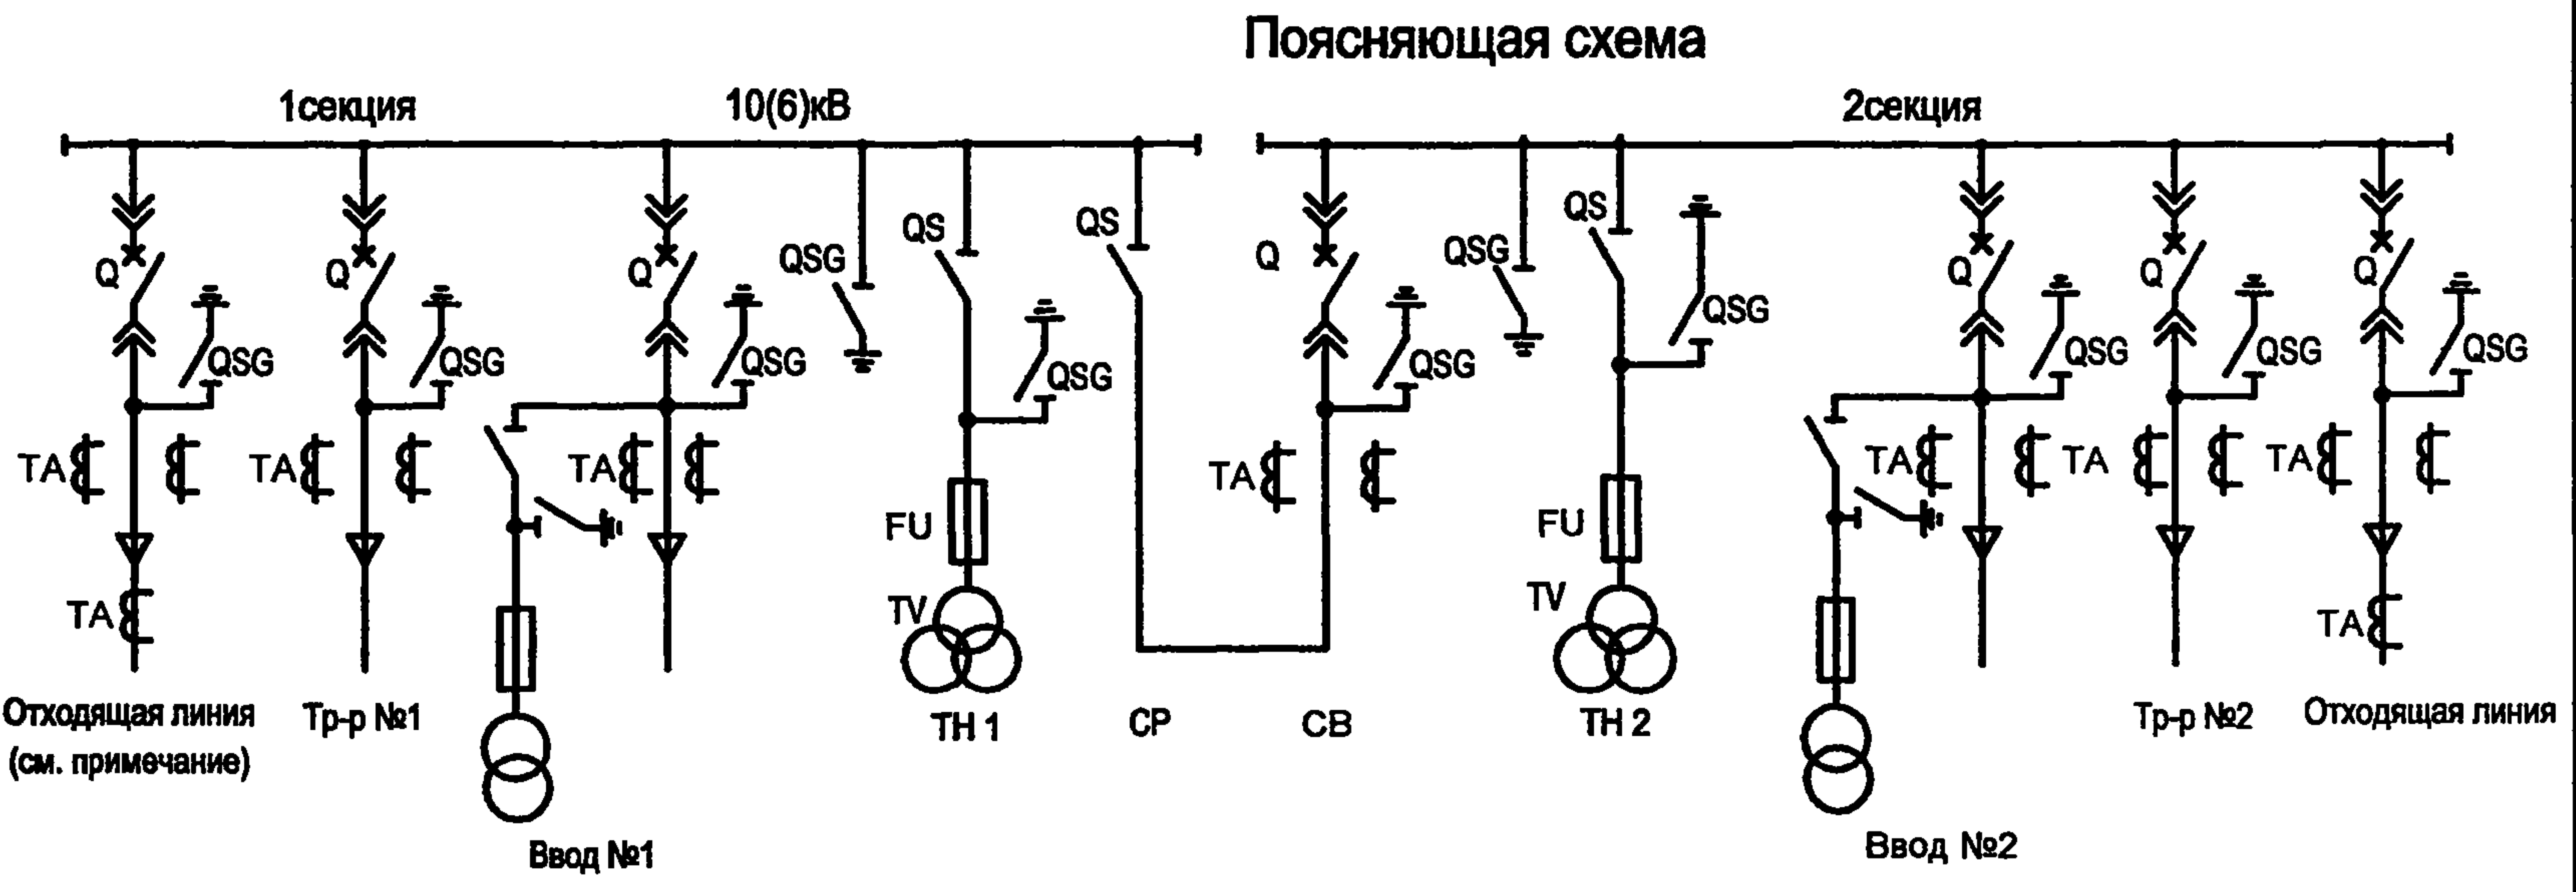 Поясняющая схема
1секция
10(6)кВ
2секция
Q
QSG
TA
TA
Отходящая линия
(см. примечание)
Q
QSG
TA
Тр-р №1
Q
QSG
TA
Ввод №1
QSG
QS
QSG
FU
TV
ТН 1
QS
СР
Q
QSG
TA
СВ
QSG
QS
QSG
FU
TV
ТН 2
Q
QSG
TA
Ввод №2
Q
QSG
TA
Тр-р №2
Q
QSG
TA
TA
Отходящая линия